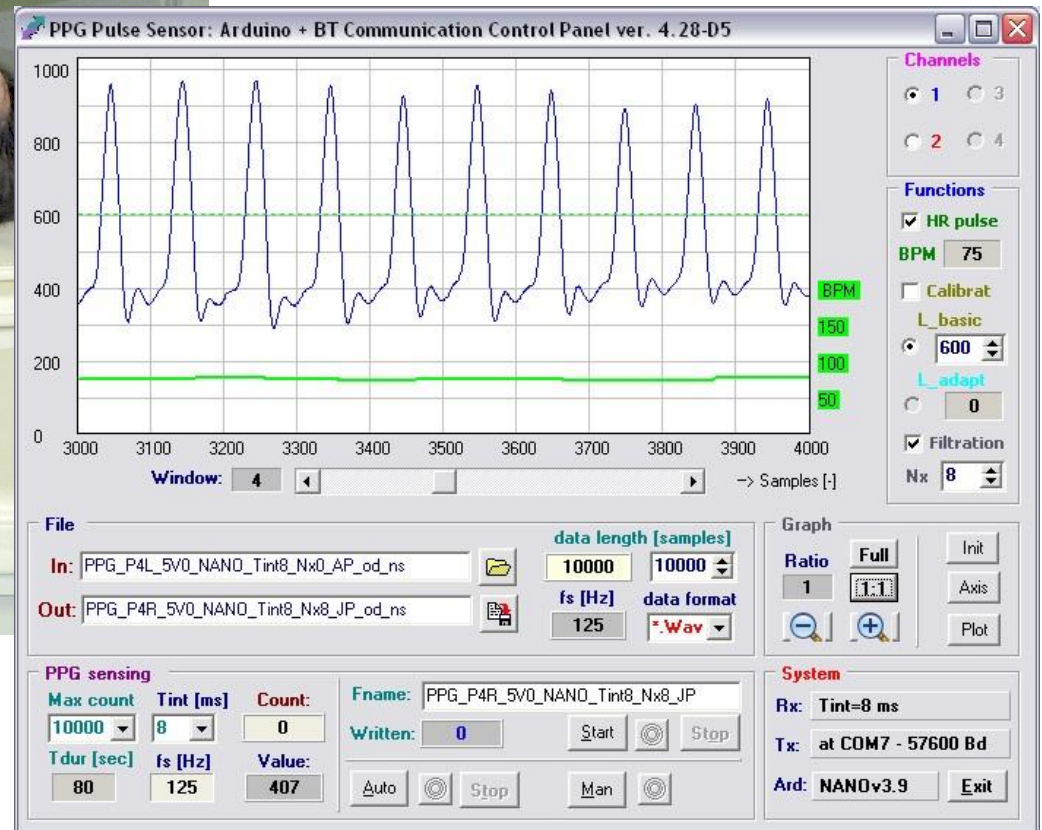 PPG Pulse Sensor: Arduino + BT Communication Control Panel ver. 4.28-D5
1000
800
600
400
200
0
3000 3100 3200 3300 3400 3500 3600 3700 3800 3900 4000
BPM
150
100
50
Window: 4
--> Samples [-]
Channels
1 3
2 4
Functions
HR pulse
BPM 75
Calibrat
L_basic
600
L_adapt
0
Filtration
Nx 8
File
In: PPG_P4L_5V0_NANO_Tint8_Nx0_AP_od_ns
Out: PPG_P4R_5V0_NANO_Tint8_Nx8_JP_od_ns
data length [samples]
10000 10000
fs [Hz] data format
125 *.Wav
Graph
Ratio Full Init
1 1:1 Axis
Plot
PPG sensing
Max count Tint [ms] Count:
10000 8 0
Tdur [sec] fs [Hz] Value:
80 125 407
Fname: PPG_P4R_5V0_NANO_Tint8_Nx8_JP
Written: 0 Start Stop
Auto Stop Man
System
Rx: Tint=8 ms
Tx: at COM7 - 57600 Bd
Ard: NANOv3.9 Exit